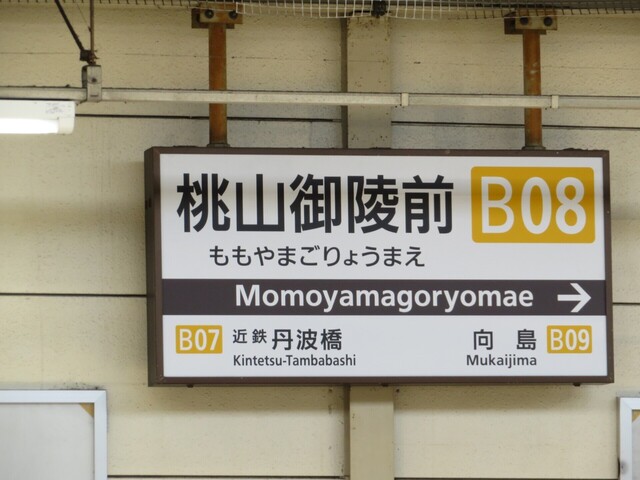 桃山御陵前 B08
ももやまごりょうまえ
Momoyamagoryomae →
B07 近鉄丹波橋 向島 B09
Kintetsu-Tambabashi Mukaijima